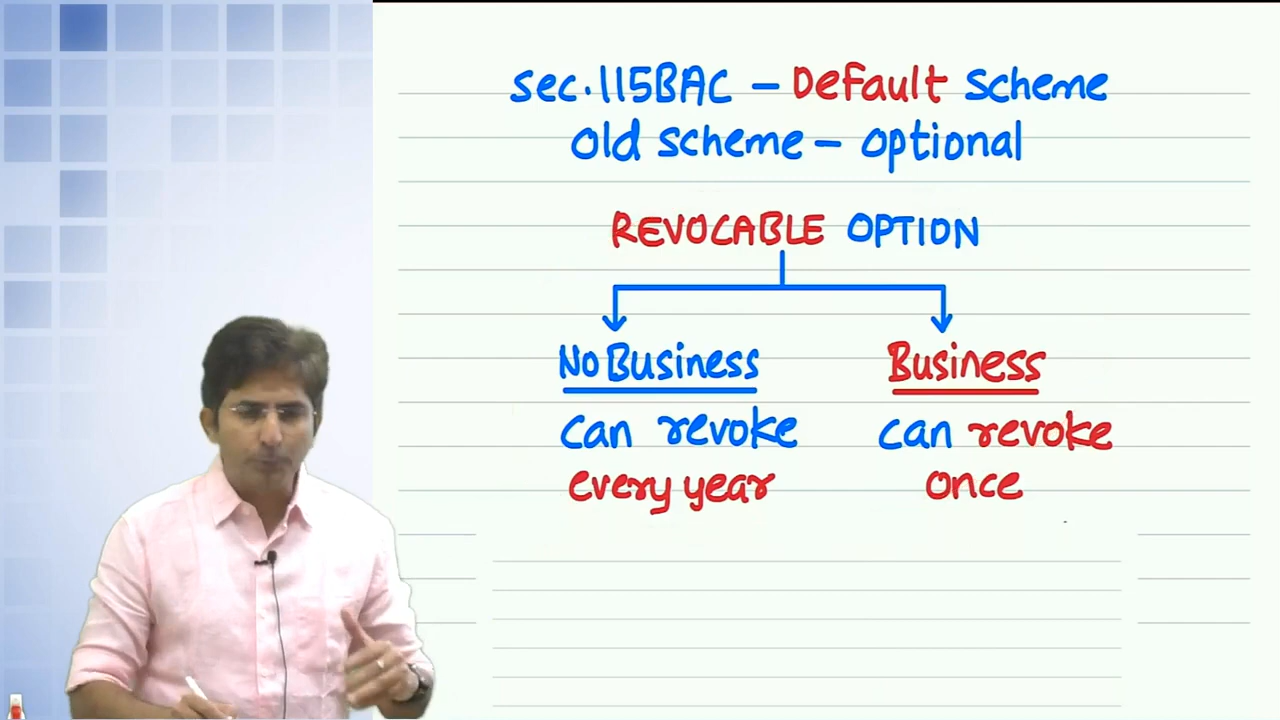 sec.115BAC – Default Scheme
Old scheme – optional
REVOCABLE OPTION
No Business
can revoke
every year
Business
can revoke
once